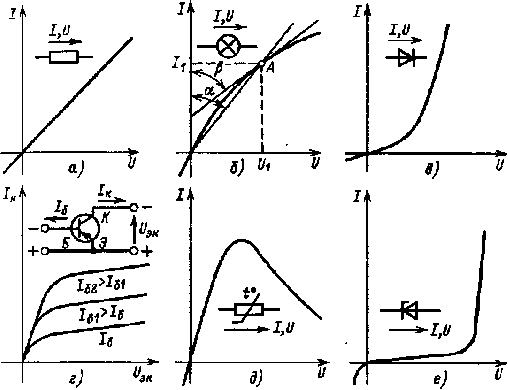 I
I, U
U
а)
I
I, U
I₁
β
A
α
U₁
U
б)
I
I, U
U
в)
Iк
Iб
Iк
К
Б
Э
Uэк
Iб2>Iб1
Iб1>Iб
Iб
Uэк
г)
I
t°
I, U
U
д)
I
I, U
U
е)